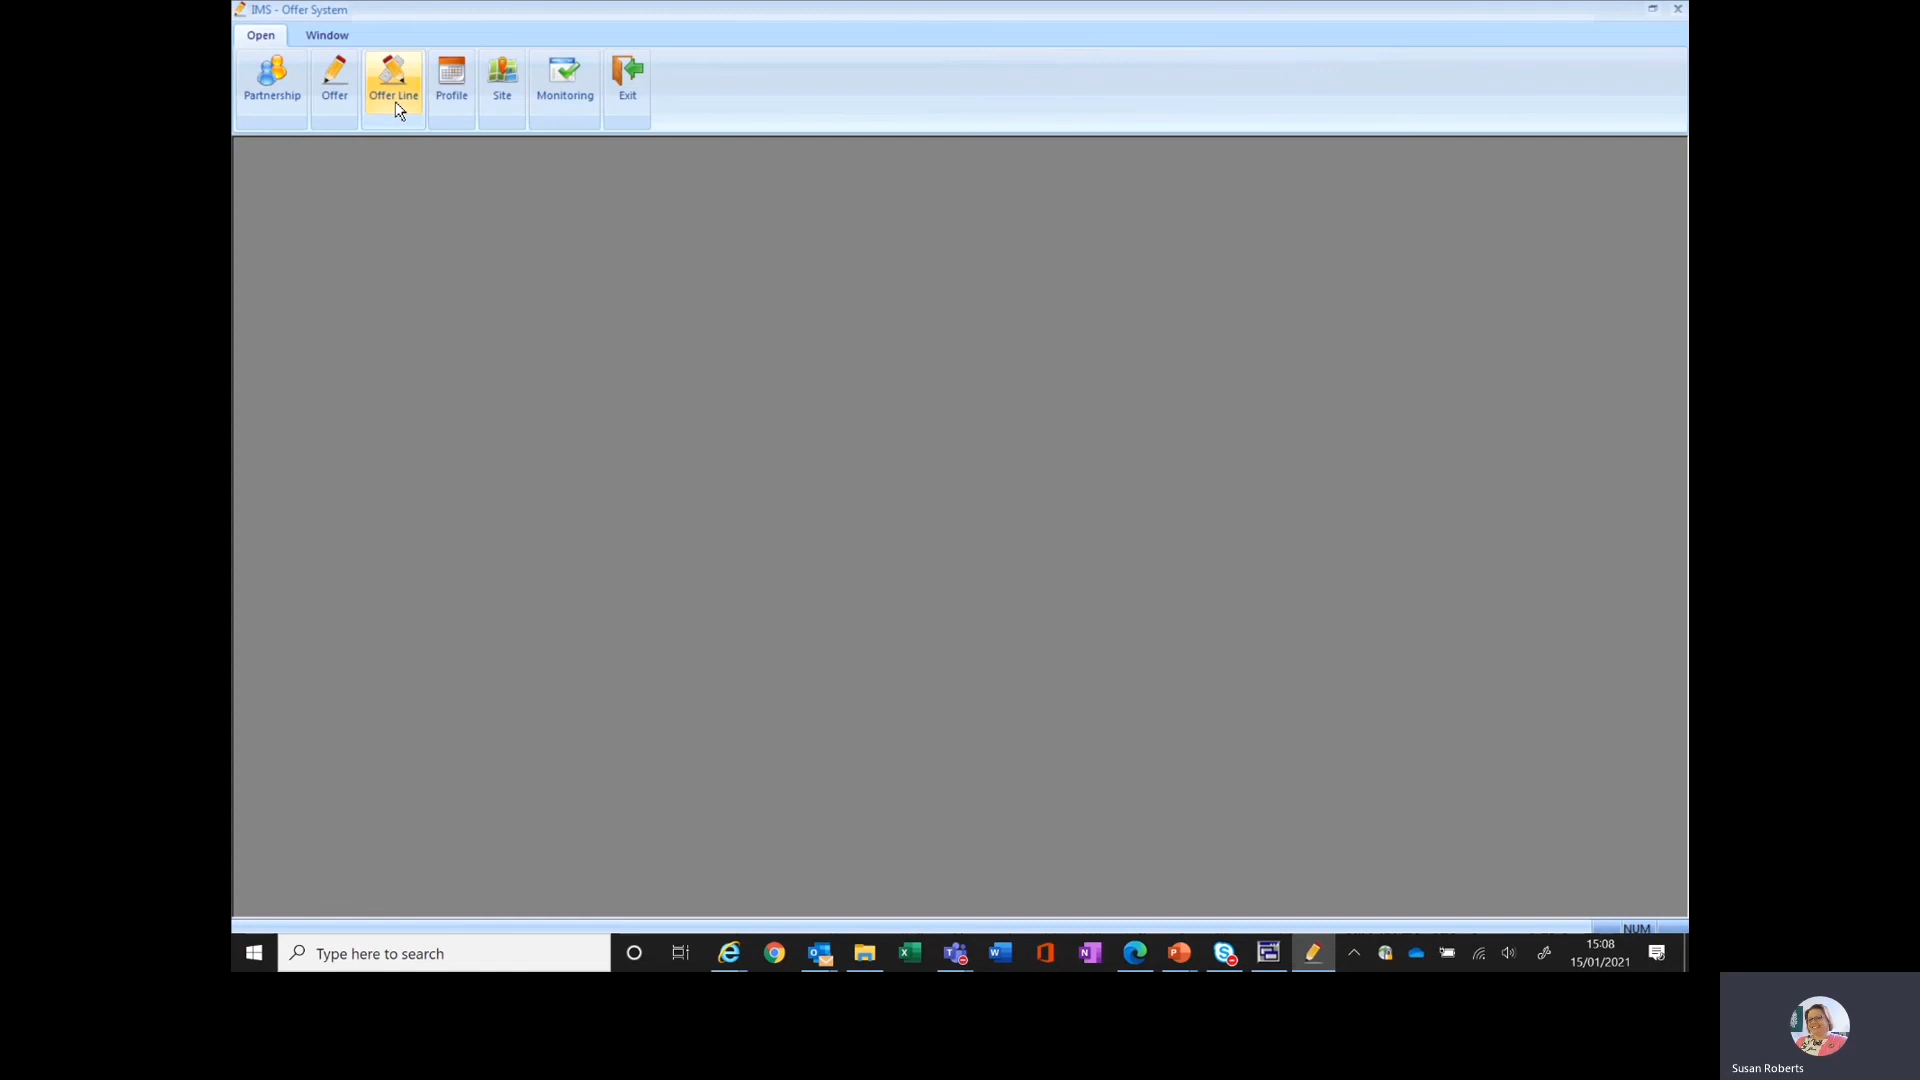 IMS - Offer System
Open Window
Partnership Offer Offer Line Profile Site Monitoring Exit
NUM
Type here to search
15:08
15/01/2021
Susan Roberts